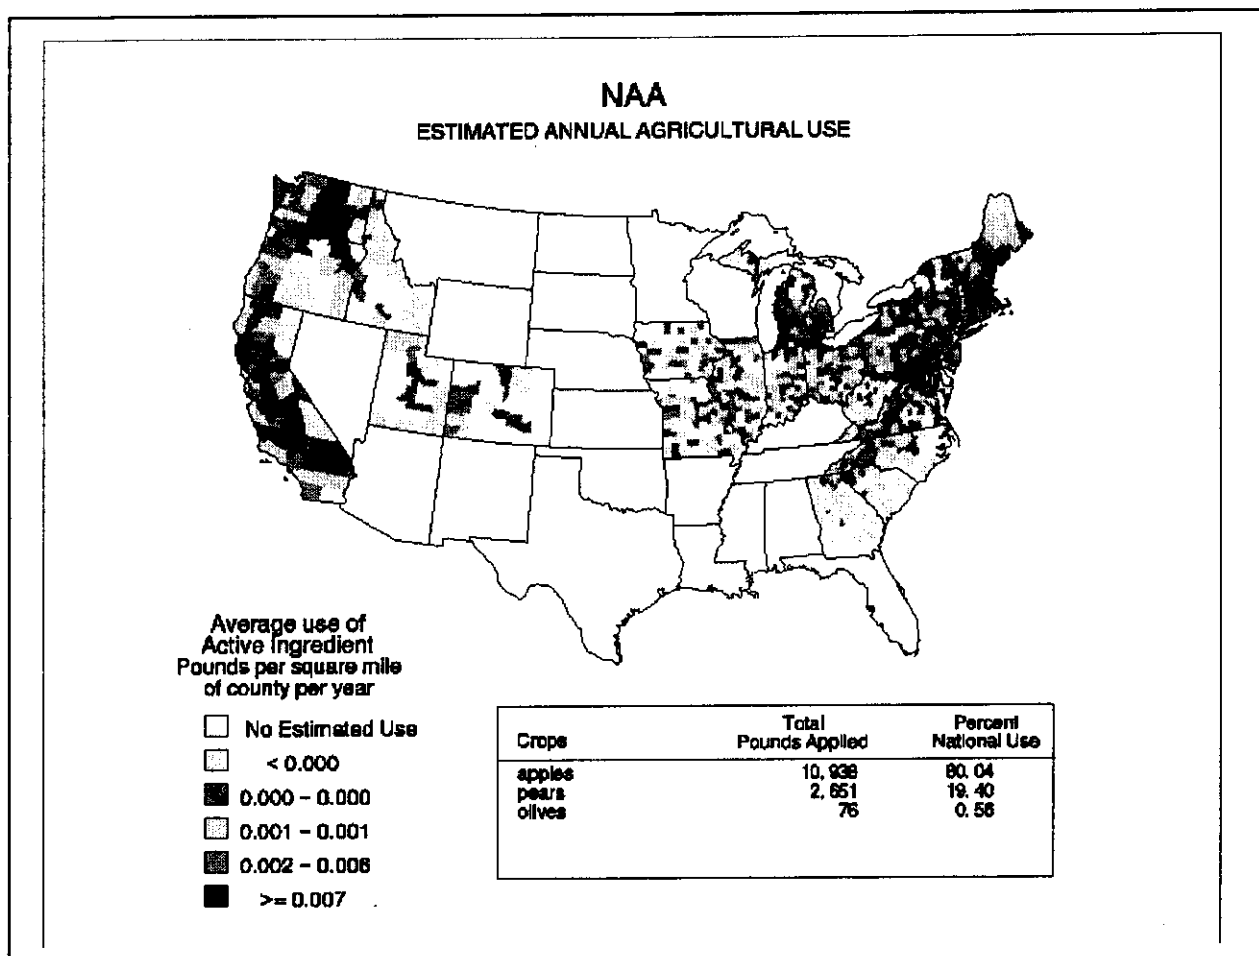 NAA
ESTIMATED ANNUAL AGRICULTURAL USE
Average use of
Active Ingredient
Pounds per square mile
of county per year
No Estimated Use
< 0.000
0.000 - 0.000
0.001 - 0.001
0.002 - 0.006
>= 0.007
Crops Total Pounds Applied Percent National Use
apples 10,938 80.04
pears 2,651 19.40
olives 76 0.56